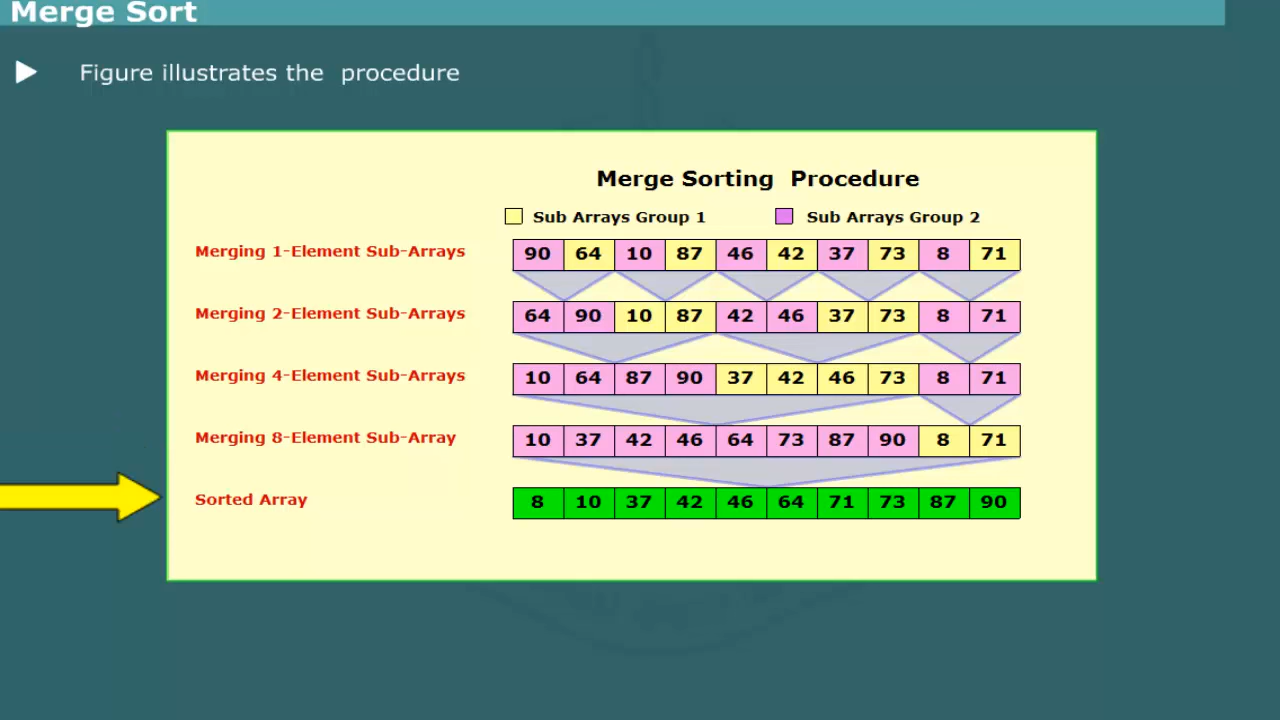 Merge Sort
Figure illustrates the procedure
Merge Sorting Procedure
Sub Arrays Group 1 Sub Arrays Group 2
Merging 1-Element Sub-Arrays 90 64 10 87 46 42 37 73 8 71
Merging 2-Element Sub-Arrays 64 90 10 87 42 46 37 73 8 71
Merging 4-Element Sub-Arrays 10 64 87 90 37 42 46 73 8 71
Merging 8-Element Sub-Array 10 37 42 46 64 73 87 90 8 71
Sorted Array 8 10 37 42 46 64 71 73 87 90